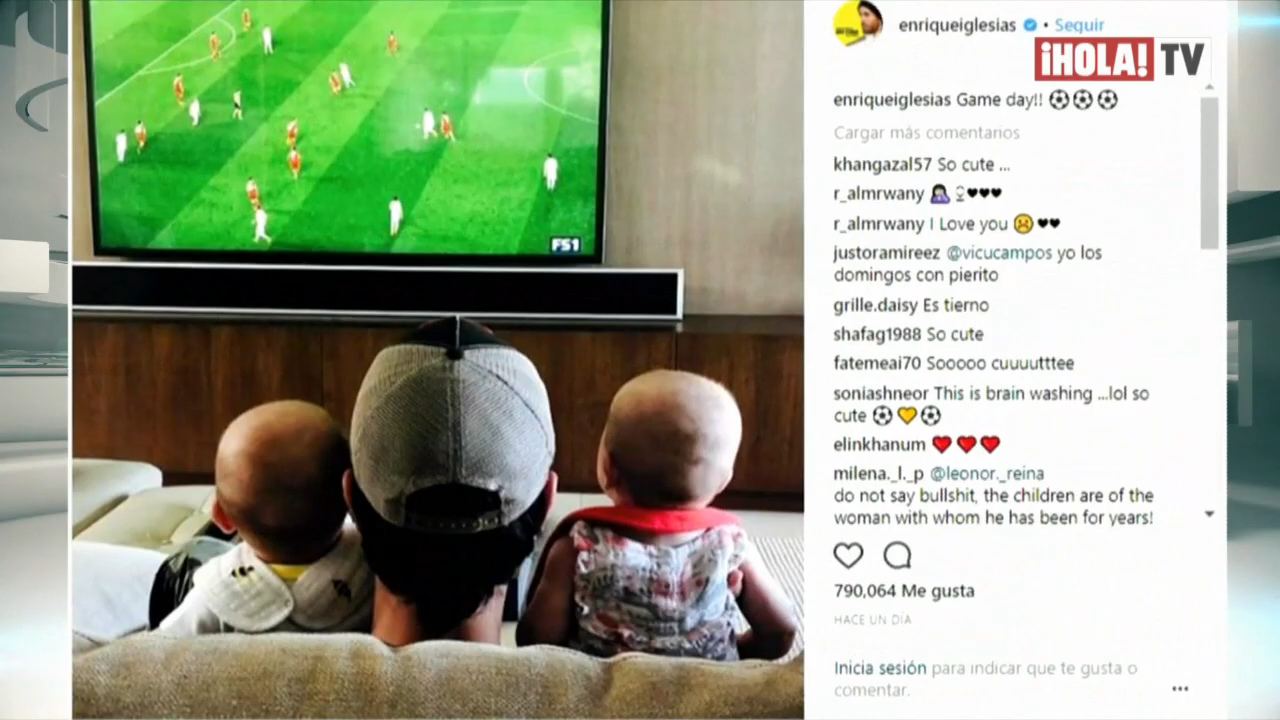 enriqueiglesias • Seguir
¡HOLA! TV
enriqueiglesias Game day!! ⚽⚽⚽
Cargar más comentarios
khangazal57 So cute ...
r_almrwany 🤦🏻‍♀️♥♥♥
r_almrwany I Love you ☹️♥♥
justoramireez @vicucampos yo los
domingos con pierito
grille.daisy Es tierno
shafag1988 So cute
fatemeai70 Sooooo cuuuutttee
soniashneor This is brain washing ...lol so
cute ⚽💛⚽
elinkhanum ❤️❤️❤️
milena._l._p @leonor._reina
do not say bullshit, the children are of the
woman with whom he has been for years!
790,064 Me gusta
HACE UN DÍA
Inicia sesión para indicar que te gusta o
comentar.
FS1